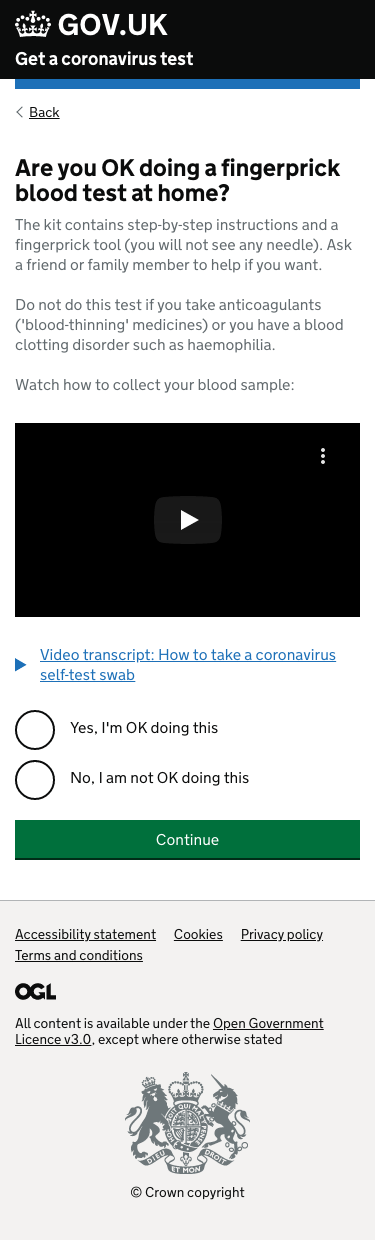 GOV.UK
Get a coronavirus test
Back
Are you OK doing a fingerprick
blood test at home?
The kit contains step-by-step instructions and a
fingerprick tool (you will not see any needle). Ask
a friend or family member to help if you want.
Do not do this test if you take anticoagulants
('blood-thinning' medicines) or you have a blood
clotting disorder such as haemophilia.
Watch how to collect your blood sample:
Video transcript: How to take a coronavirus
self-test swab
Yes, I'm OK doing this
No, I am not OK doing this
Continue
Accessibility statement Cookies Privacy policy
Terms and conditions
OGL
All content is available under the Open Government
Licence v3.0, except where otherwise stated
DIEU ET MON
© Crown copyright